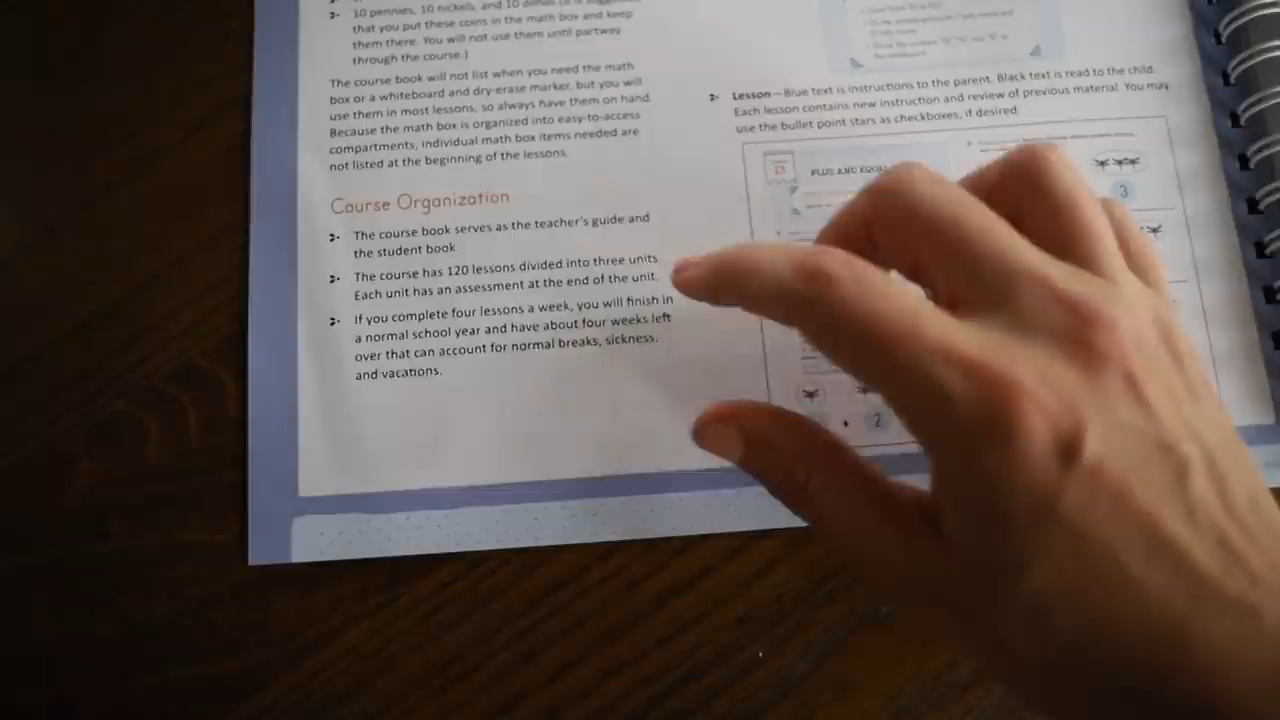 10 pennies, 10 nickels, and 10
that you put these coins in the math box and keep
them there. You will not use them until partway
through the course.)
The course book will not list when you need the math
box or a whiteboard and dry-erase marker, but you will
use them in most lessons, so always have them on hand.
Because the math box is organized into easy-to-access
compartments, individual math box items needed are
not listed at the beginning of the lessons.
Course Organization
The course book serves as the teacher's guide and
the student book.
The course has 120 lessons divided into three units.
Each unit has an assessment at the end of the unit.
If you complete four lessons a week, you will finish in
a normal school year and have about four weeks left
over that can account for normal breaks, sickness,
and vacations.
Lesson—Blue text is instructions to the parent. Black text is read to the child.
Each lesson contains new instruction and review of previous material. You may
use the bullet point stars as checkboxes, if desired.
13
PLUS AND
3
2